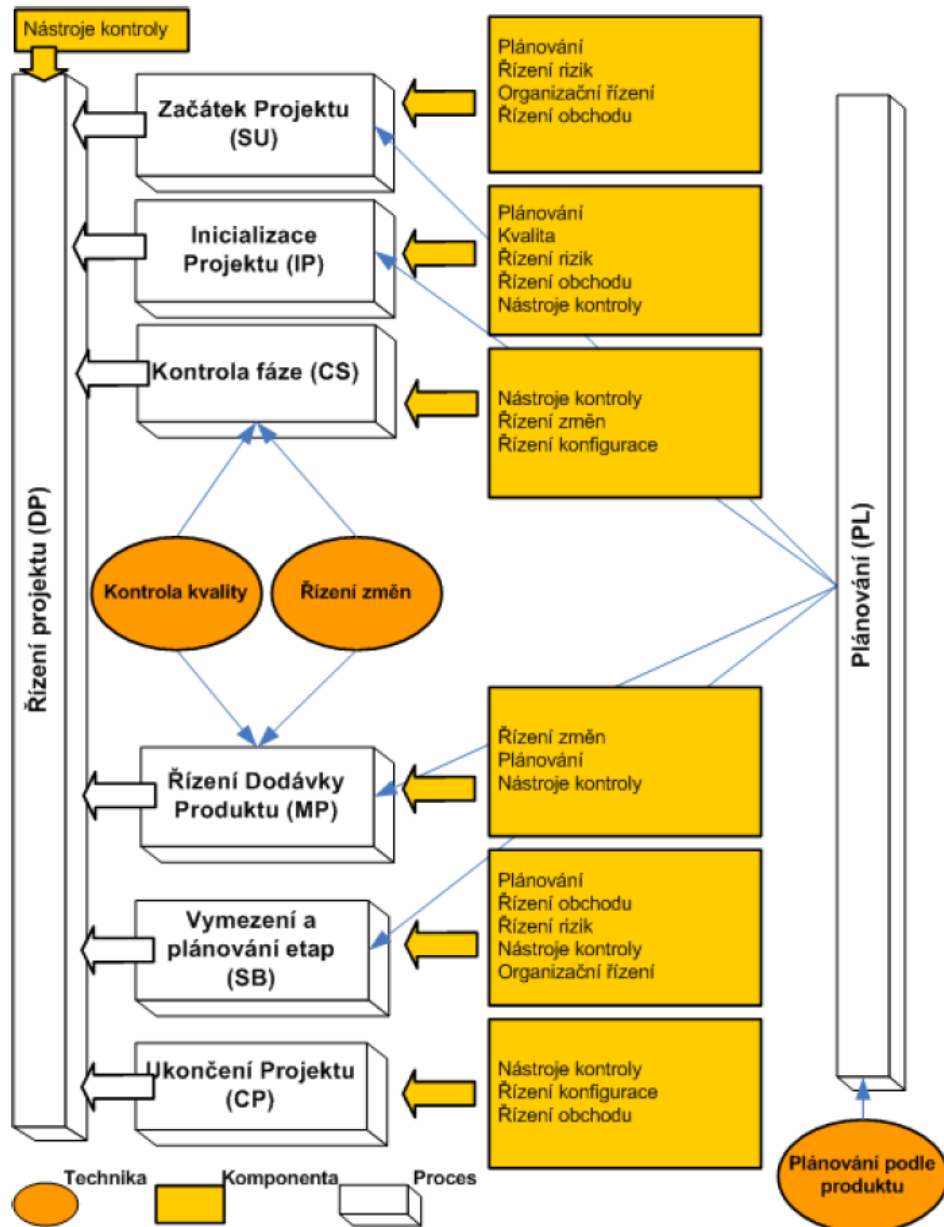 Nástroje kontroly
Začátek Projektu
(SU)
Plánování
Řízení rizik
Organizační řízení
Řízení obchodu
Inicializace
Projektu (IP)
Plánování
Kvalita
Řízení rizik
Řízení obchodu
Nástroje kontroly
Kontrola fáze (CS)
Nástroje kontroly
Řízení změn
Řízení konfigurace
Řízení projektu (DP)
Kontrola kvality
Řízení změn
Plánování (PL)
Řízení Dodávky
Produktu (MP)
Řízení změn
Plánování
Nástroje kontroly
Vymezení a
plánování etap
(SB)
Plánování
Řízení obchodu
Řízení rizik
Nástroje kontroly
Organizační řízení
Ukončení Projektu
(CP)
Nástroje kontroly
Řízení konfigurace
Řízení obchodu
Plánování podle
produktu
Technika
Komponenta
Proces